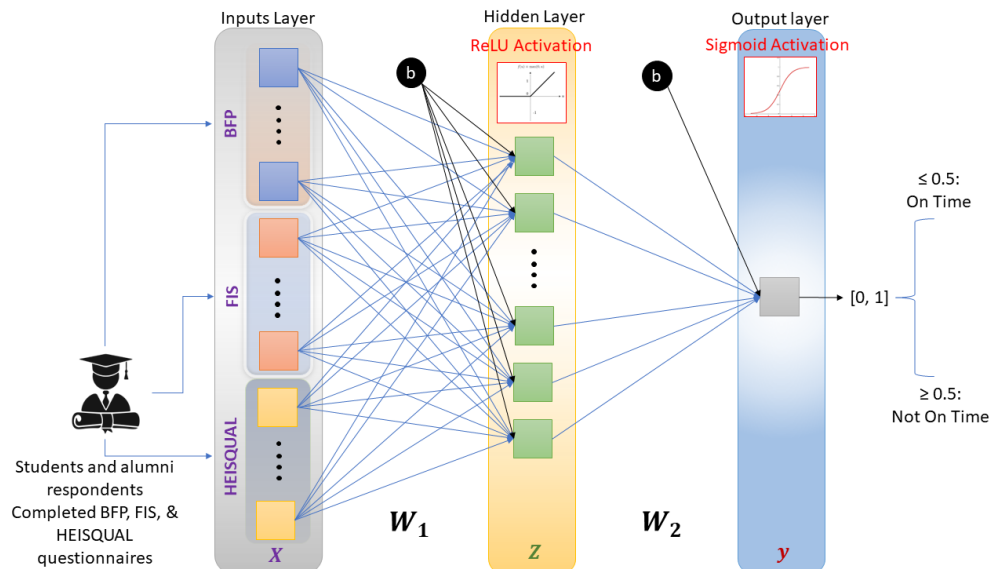 Inputs Layer
Hidden Layer
Output layer
ReLU Activation
Sigmoid Activation
b
b
BFP
FIS
HEISQUAL
≤ 0.5:
On Time
[0, 1]
≥ 0.5:
Not On Time
Students and alumni
respondents
Completed BFP, FIS, &
HEISQUAL
questionnaires
W₁
W₂
X
Z
y